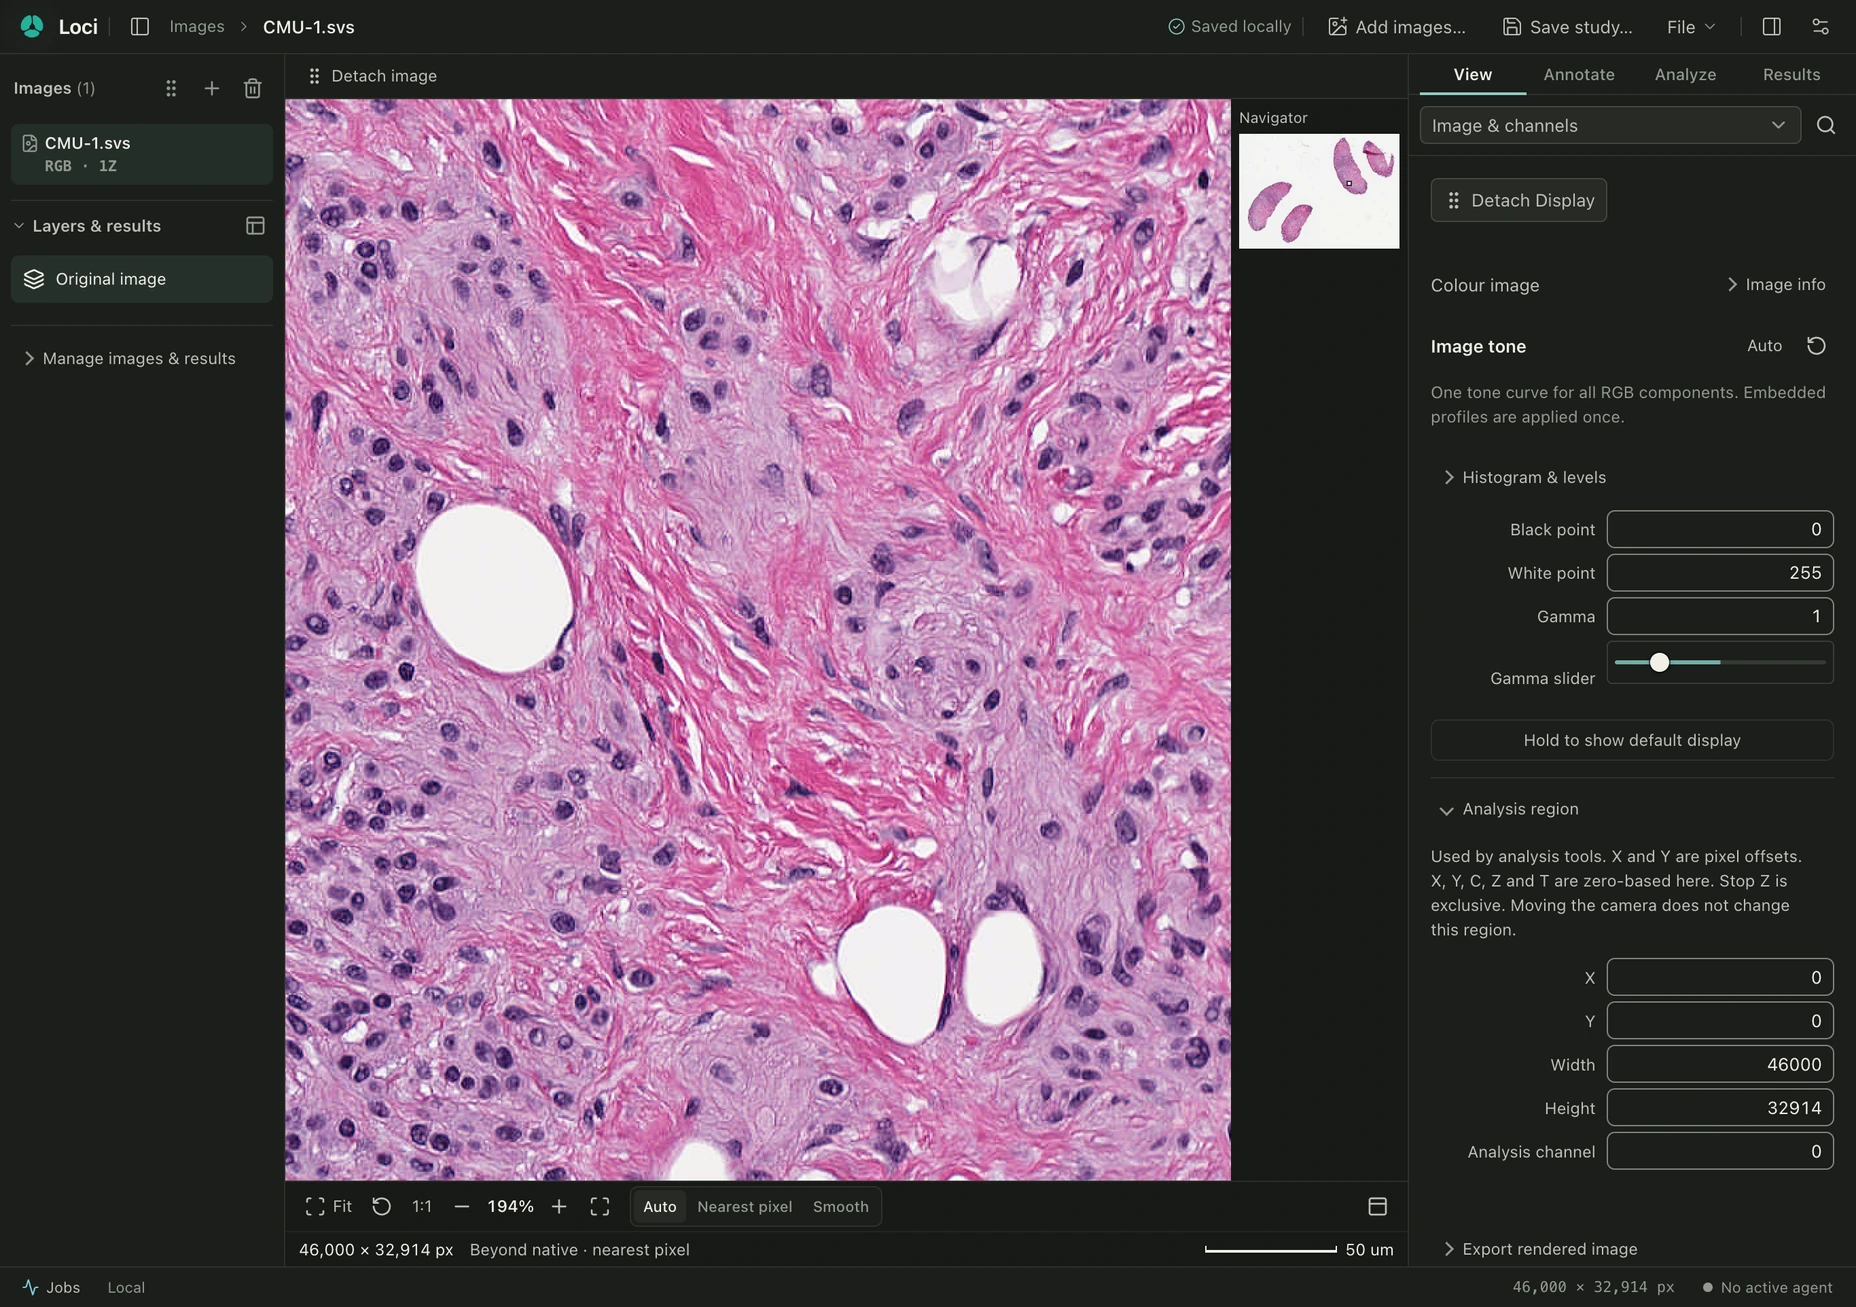 Loci
Images > CMU-1.svs
Saved locally
Add images...
Save study...
File
Images (1)
CMU-1.svs
RGB · 1Z
Layers & results
Original image
Manage images & results
Detach image
Navigator
View
Annotate
Analyze
Results
Image & channels
Detach Display
Colour image
Image info
Image tone
Auto
One tone curve for all RGB components. Embedded
profiles are applied once.
Histogram & levels
Black point 0
White point 255
Gamma 1
Gamma slider
Hold to show default display
Analysis region
Used by analysis tools. X and Y are pixel offsets.
X, Y, C, Z and T are zero-based here. Stop Z is
exclusive. Moving the camera does not change
this region.
X 0
Y 0
Width 46000
Height 32914
Analysis channel 0
Export rendered image
Fit
1:1
194%
Auto
Nearest pixel
Smooth
46,000 × 32,914 px
Beyond native · nearest pixel
50 um
Jobs
Local
46,000 × 32,914 px
No active agent